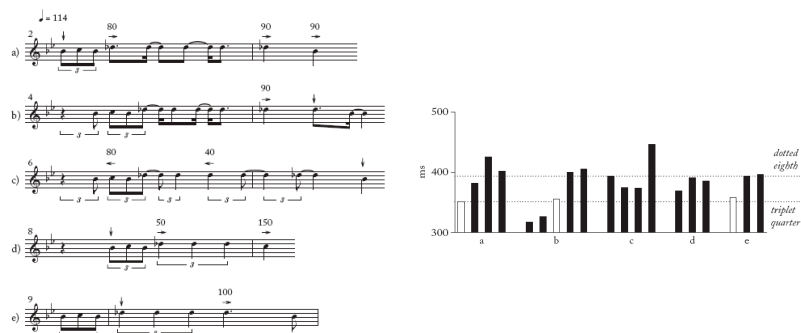 ♩ = 114
2 80 90 90
a)
3
4 90
b)
3 3
6 80 40
c)
3 3 3 3 3
8 50 150
d)
3 3
9 100
e)
500
400
300
ms
a b c d e
dotted
eighth
triplet
quarter